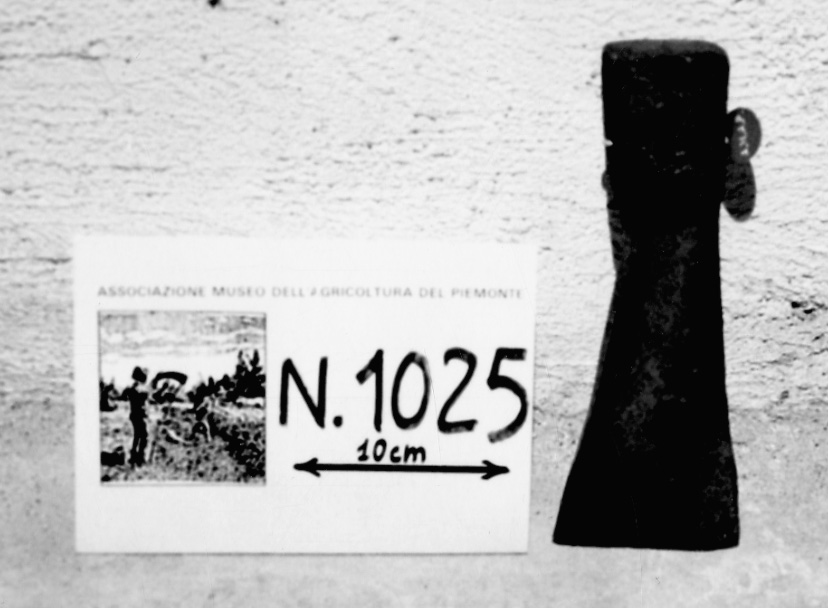 ASSOCIAZIONE MUSEO DELL'AGRICOLTURA DEL PIEMONTE
N.1025
10cm